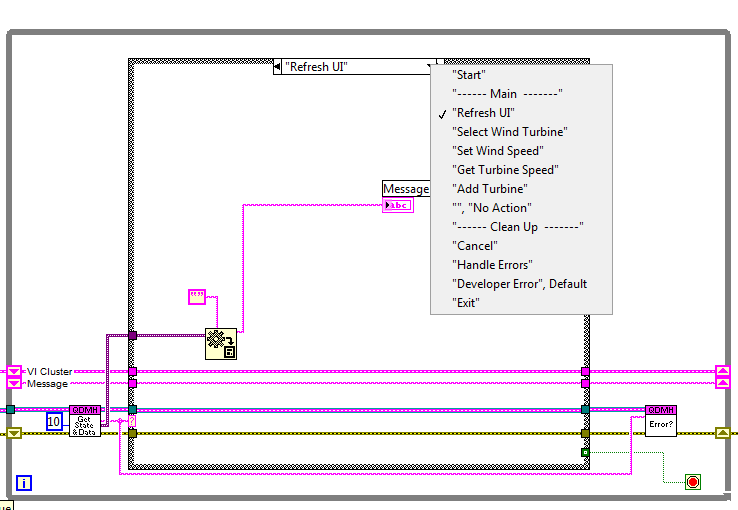 "Refresh UI"
"Start"
"------ Main -------"
"Refresh UI"
"Select Wind Turbine"
"Set Wind Speed"
"Get Turbine Speed"
"Add Turbine"
"", "No Action"
"------ Clean Up -------"
"Cancel"
"Handle Errors"
"Developer Error", Default
"Exit"
Message
abc
""
VI Cluster
Message
10
QDMH
Get
State
&Data
?
QDMH
Error?
i
ue